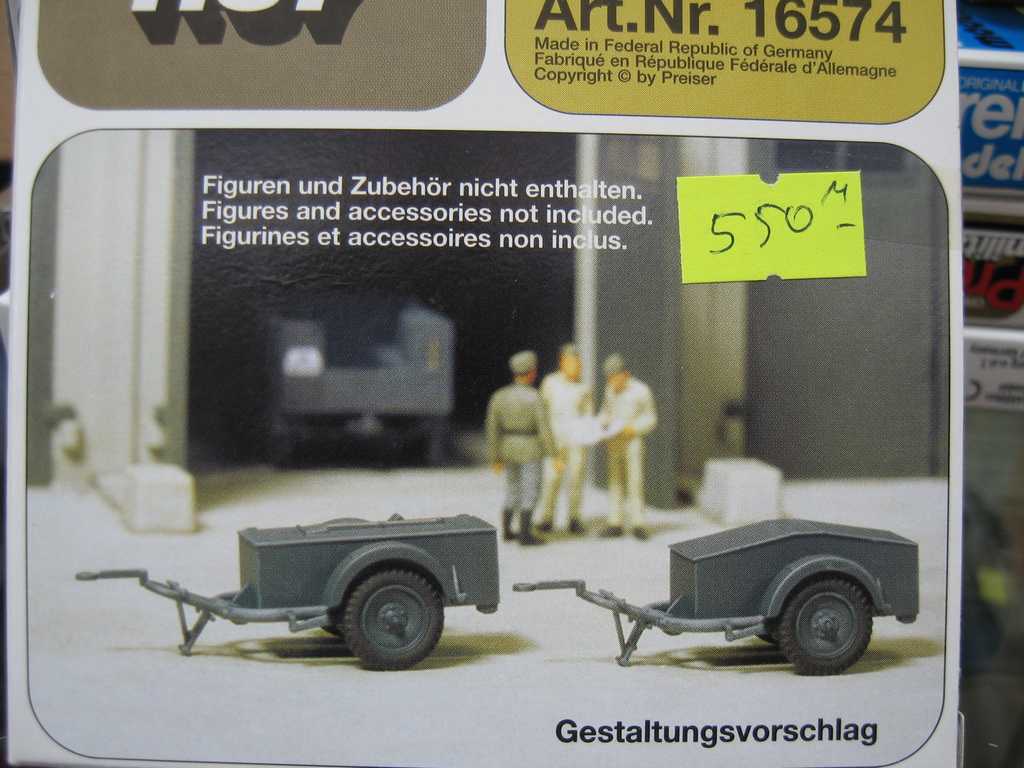 Art.Nr. 16574
Made in Federal Republic of Germany
Fabriqué en République Fédérale d'Allemagne
Copyright © by Preiser
Figuren und Zubehör nicht enthalten.
Figures and accessories not included.
Figurines et accessoires non inclus.
550 M -
Gestaltungsvorschlag
ORIGINAL